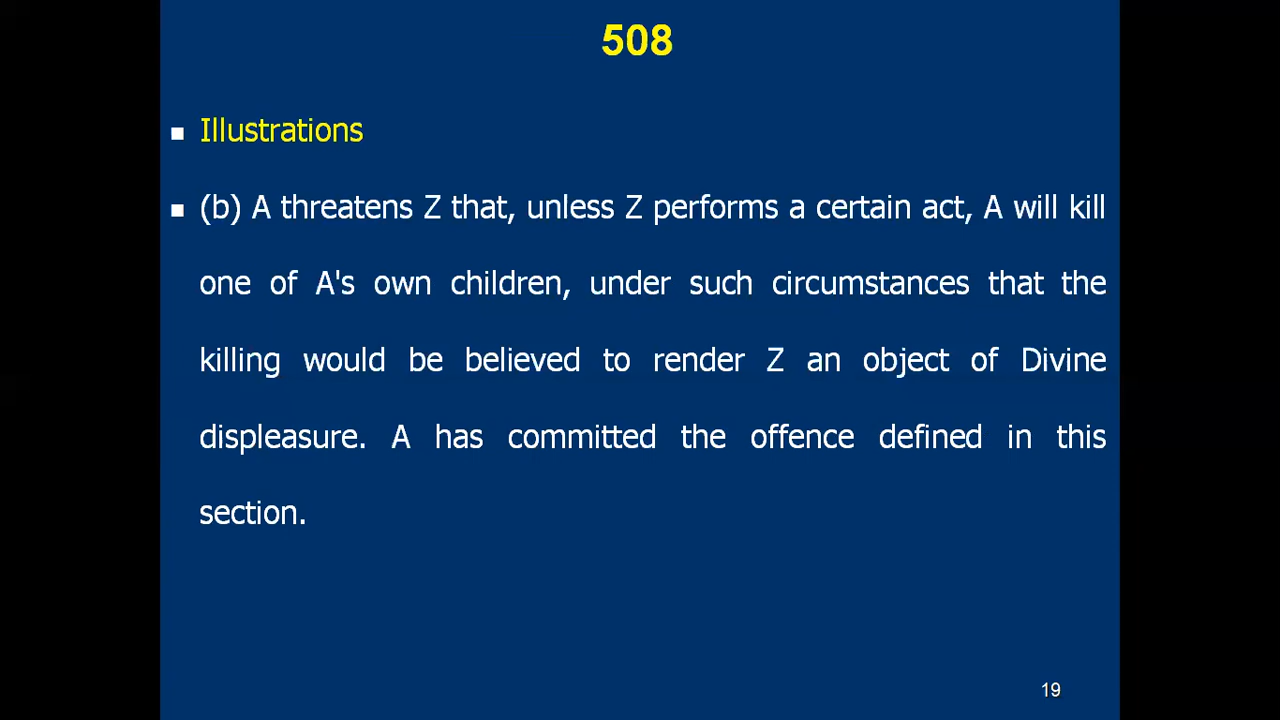 508
Illustrations
(b) A threatens Z that, unless Z performs a certain act, A will kill
one of A's own children, under such circumstances that the
killing would be believed to render Z an object of Divine
displeasure. A has committed the offence defined in this
section.
19